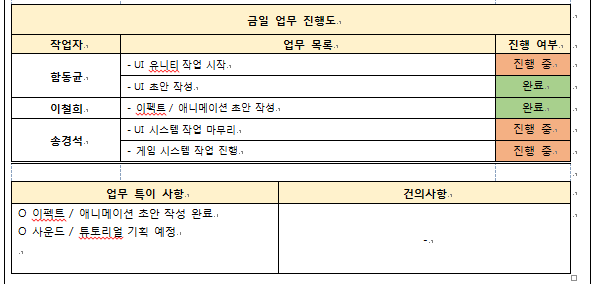 금일 업무 진행도.
작업자 업무 목록. 진행 여부
함동균 - UI 유니티 작업 시작. 진행 중
- UI 초안 작성. 완료
이철희 - 이펙트 / 애니메이션 초안 작성. 완료
송경석 - UI 시스템 작업 마무리. 진행 중
- 게임 시스템 작업 진행. 진행 중
업무 특이 사항. 건의사항
O 이펙트 / 애니메이션 초안 작성 완료. -
O 사운드 / 튜토리얼 기획 예정.